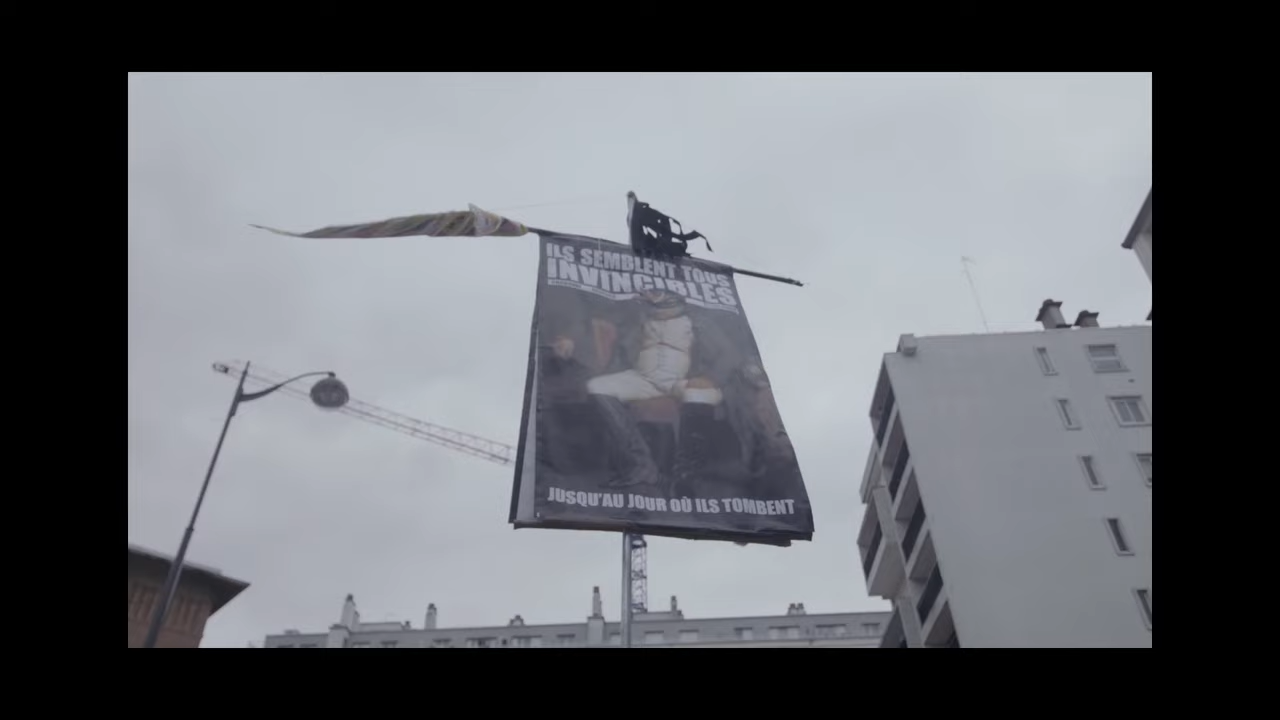 ILS SEMBLENT TOUS
INVINCIBLES
JUSQU'AU JOUR OÙ ILS TOMBENT